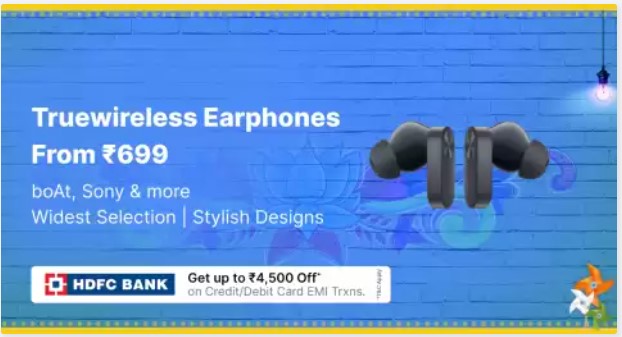 Truewireless Earphones
From ₹699
boAt, Sony & more
Widest Selection | Stylish Designs
HDFC BANK
Get up to ₹4,500 Off*
on Credit/Debit Card EMI Trxns.